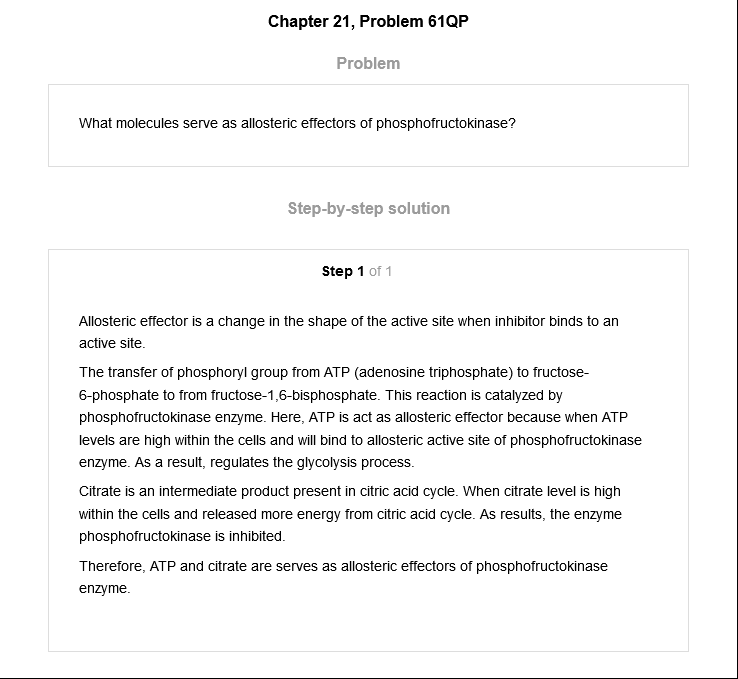 Chapter 21, Problem 61QP
Problem
What molecules serve as allosteric effectors of phosphofructokinase?
Step-by-step solution
Step 1 of 1
Allosteric effector is a change in the shape of the active site when inhibitor binds to an
active site.
The transfer of phosphoryl group from ATP (adenosine triphosphate) to fructose-
6-phosphate to from fructose-1,6-bisphosphate. This reaction is catalyzed by
phosphofructokinase enzyme. Here, ATP is act as allosteric effector because when ATP
levels are high within the cells and will bind to allosteric active site of phosphofructokinase
enzyme. As a result, regulates the glycolysis process.
Citrate is an intermediate product present in citric acid cycle. When citrate level is high
within the cells and released more energy from citric acid cycle. As results, the enzyme
phosphofructokinase is inhibited.
Therefore, ATP and citrate are serves as allosteric effectors of phosphofructokinase
enzyme.